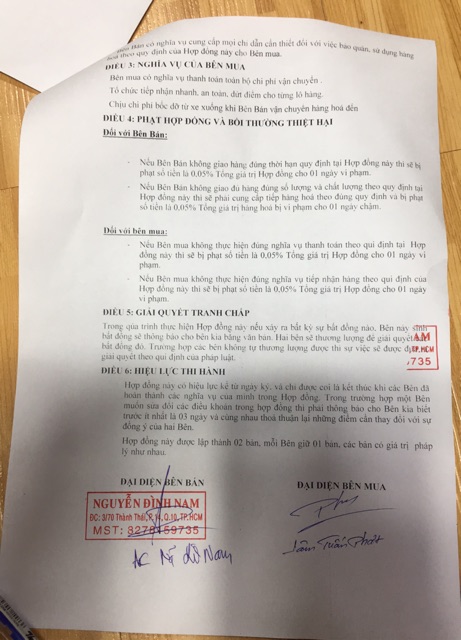 Bên Bán có nghĩa vụ cung cấp mọi chỉ dẫn cần thiết đối với việc bảo quản, sử dụng hàng
hoá theo quy định của Hợp đồng này cho Bên mua.
ĐIỀU 3: NGHĨA VỤ CỦA BÊN MUA
Bên mua có nghĩa vụ thanh toán toàn bộ chi phí vận chuyển .
Tổ chức tiếp nhận nhanh, an toàn, dứt điểm cho từng lô hàng.
Chịu chi phí bốc dỡ từ xe xuống khi Bên Bán vận chuyển hàng hoá đến
ĐIỀU 4: PHẠT HỢP ĐỒNG VÀ BỒI THƯỜNG THIỆT HẠI
Đối với Bên Bán:
- Nếu Bên Bán không giao hàng đúng thời hạn quy định tại Hợp đồng này thì sẽ bị
phạt số tiền là 0.05% Tổng giá trị Hợp đồng cho 01 ngày vi phạm.
- Nếu Bên Bán không giao đủ hàng đúng số lượng và chất lượng theo quy định tại
Hợp đồng này thì sẽ phải cung cấp tiếp hàng hoá theo đúng quy định và bị phạt
số tiền là 0,05% Tổng giá trị hàng hoá bị vi phạm cho 01 ngày chậm.
Đối với bên mua:
- Nếu Bên mua không thực hiện đúng nghĩa vụ thanh toán theo qui định tại Hợp
đồng này thì sẽ bị phạt số tiền là 0,05% Tổng giá trị Hợp đồng cho 01 ngày vi
phạm.
- Nếu Bên mua không thực hiện đúng nghĩa vụ tiếp nhận hàng theo qui định của
Hợp đồng này thì sẽ bị phạt số tiền là 0,05% Tổng giá trị Hợp đồng cho 01 ngày
vi phạm.
ĐIỀU 5: GIẢI QUYẾT TRANH CHẤP
Trong qúa trình thực hiện Hợp đồng này nếu xảy ra bất kỳ sự bất đồng nào, Bên nảy sinh
bất đồng sẽ thông báo cho bên kia bằng văn bản. Hai bên sẽ thương lượng để giải quyết
bất đồng đó. Trường hợp các bên không tự thương lượng được thì sự việc sẽ được
giải quyết theo qui định của pháp luật.
AM
TP.HCM
735
ĐIỀU 6: HIỆU LỰC THI HÀNH
Hợp đồng này có hiệu lực kể từ ngày ký, và chỉ được coi là kết thúc khi các Bên đã
hoàn thành các nghĩa vụ của mình trong Hợp đồng. Trong trường hợp một Bên
muốn sửa đổi các điều khoản trong hợp đồng thì phải thông báo cho Bên kia biết
trước ít nhất là 03 ngày và cùng nhau thoả thuận lại những điểm cần thay đổi với sự
đồng ý của hai Bên.
Hợp đồng này được lập thành 02 bản, mỗi Bên giữ 01 bản, các bản có giá trị pháp
lý như nhau.
ĐẠI DIỆN BÊN BÁN
ĐẠI DIỆN BÊN MUA
NGUYỄN ĐÌNH NAM
ĐC: 3/70 Thành Thái, P.14, Q.10, TP.HCM
MST: 8276459735
Nam
Lâm Tuấn Phát